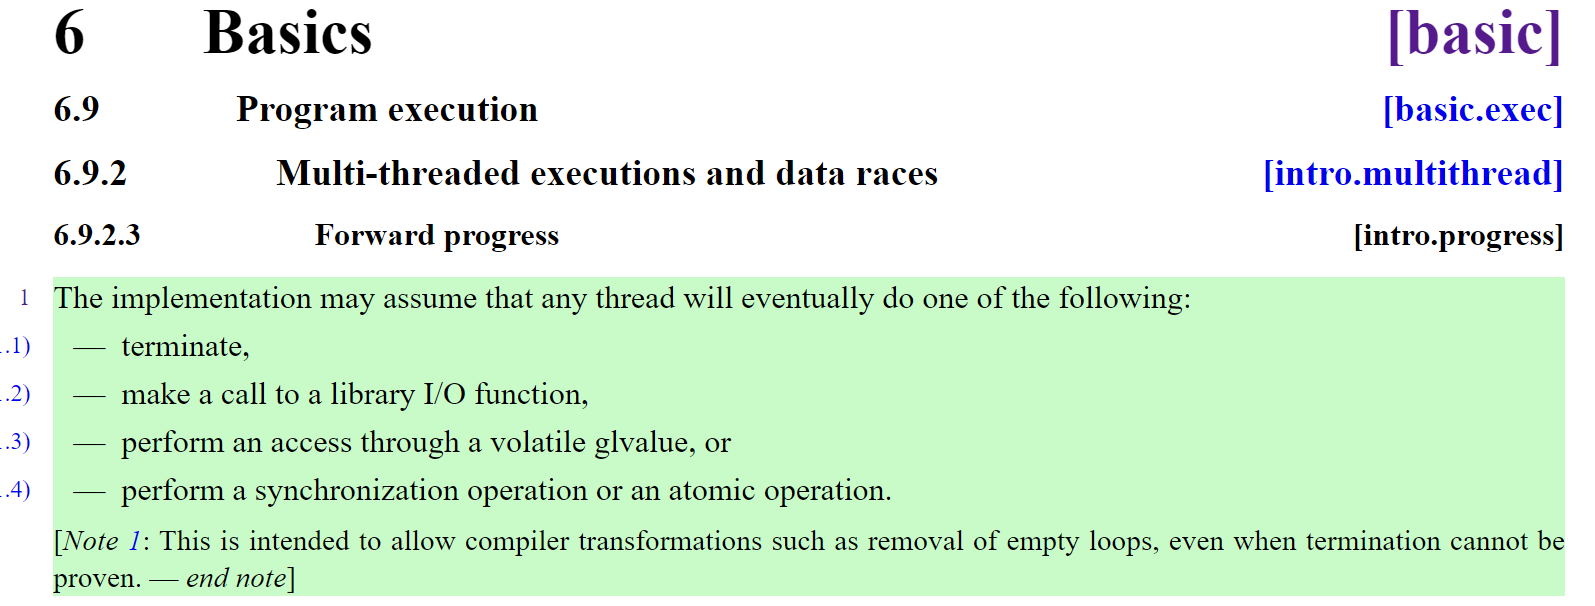 6 Basics [basic]
6.9 Program execution [basic.exec]
6.9.2 Multi-threaded executions and data races [intro.multithread]
6.9.2.3 Forward progress [intro.progress]
1 The implementation may assume that any thread will eventually do one of the following:
.1) — terminate,
.2) — make a call to a library I/O function,
.3) — perform an access through a volatile glvalue, or
.4) — perform a synchronization operation or an atomic operation.
[Note 1: This is intended to allow compiler transformations such as removal of empty loops, even when termination cannot be
proven. — end note]